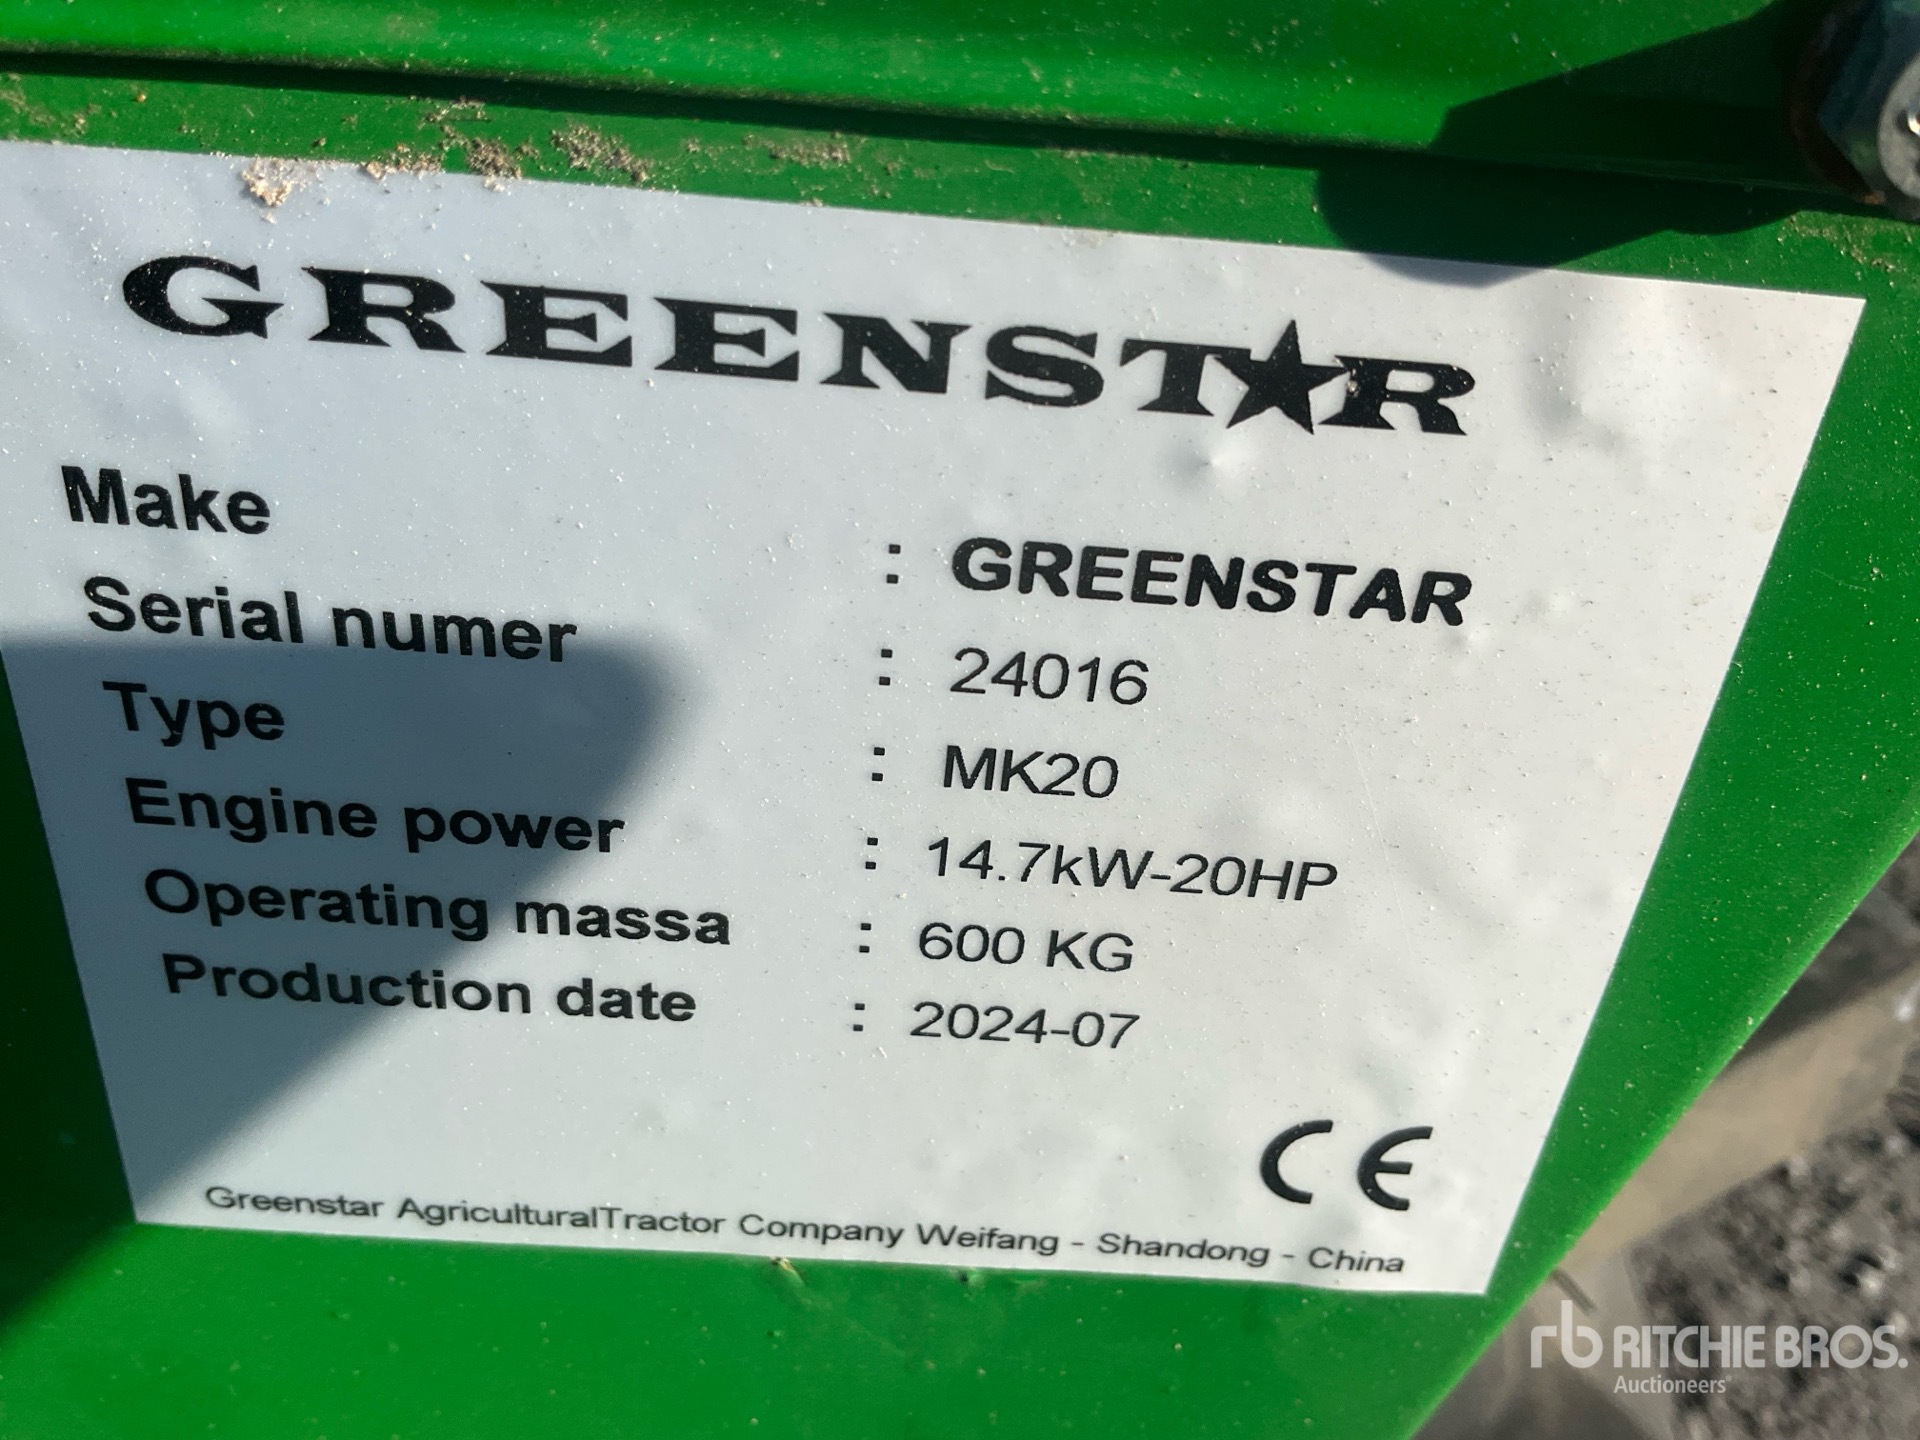 GREENSTAR
Make : GREENSTAR
Serial numer : 24016
Type : MK20
Engine power : 14.7kW-20HP
Operating massa : 600 KG
Production date : 2024-07
CE
Greenstar AgriculturalTractor Company Weifang - Shandong - China
rb RITCHIE BROS.
Auctioneers